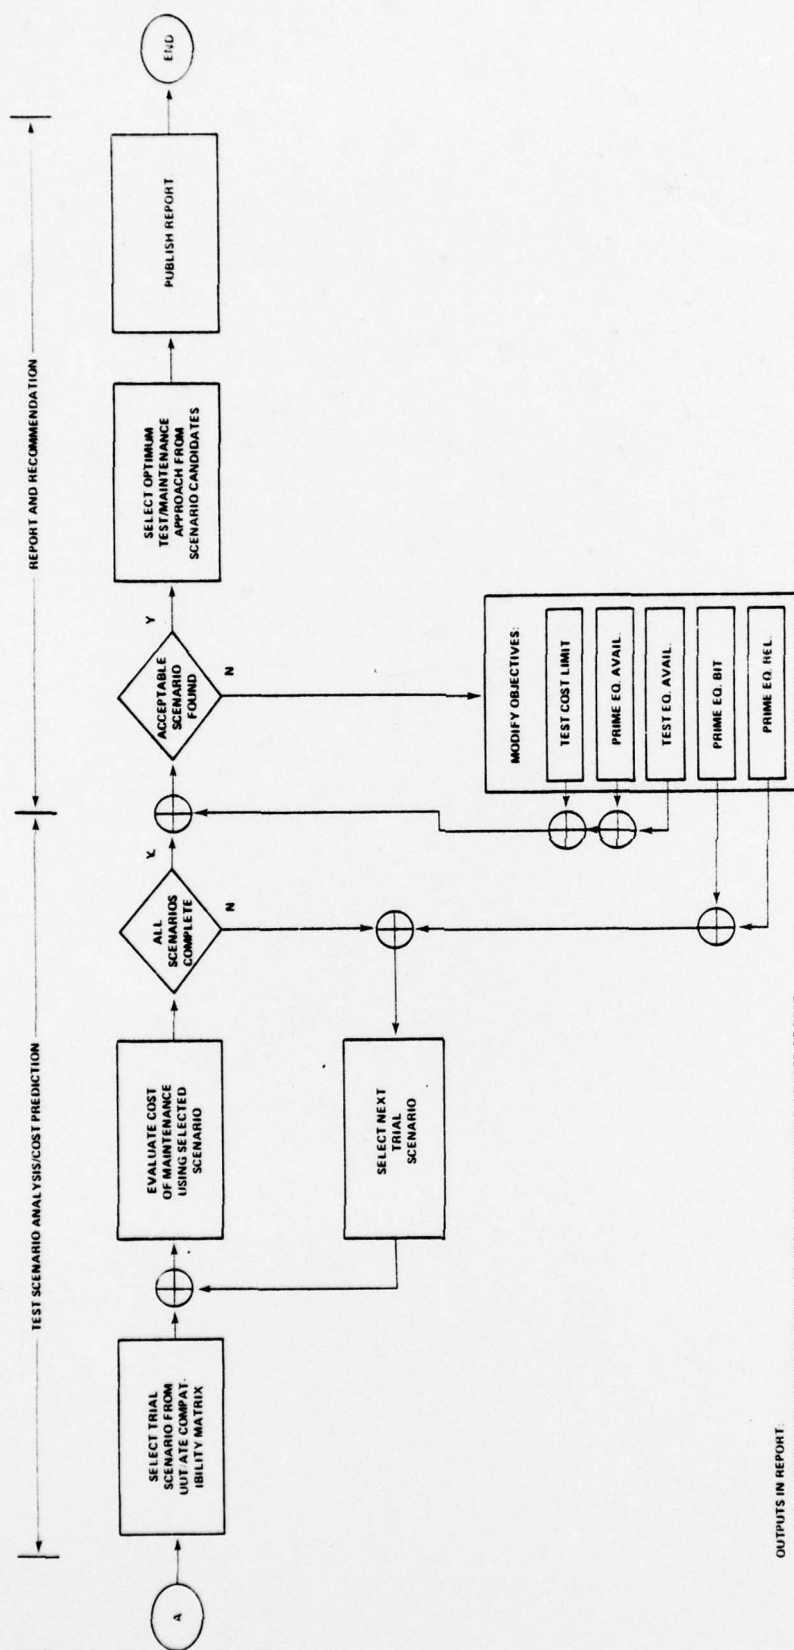 TEST SCENARIO ANALYSIS/COST PREDICTION
REPORT AND RECOMMENDATION
A
SELECT TRIAL
SCENARIO FROM
UUT/ATE COMPAT-
IBILITY MATRIX
EVALUATE COST
OF MAINTENANCE
USING SELECTED
SCENARIO
ALL
SCENARIOS
COMPLETE
Y
N
ACCEPTABLE
SCENARIO
FOUND
Y
N
SELECT OPTIMUM
TEST/MAINTENANCE
APPROACH FROM
SCENARIO CANDIDATES
PUBLISH REPORT
END
SELECT NEXT
TRIAL
SCENARIO
MODIFY OBJECTIVES:
TEST COST LIMIT
PRIME EQ. AVAIL.
TEST EQ. AVAIL.
PRIME EQ. BIT
PRIME EQ. REL.
OUTPUTS IN REPORT: